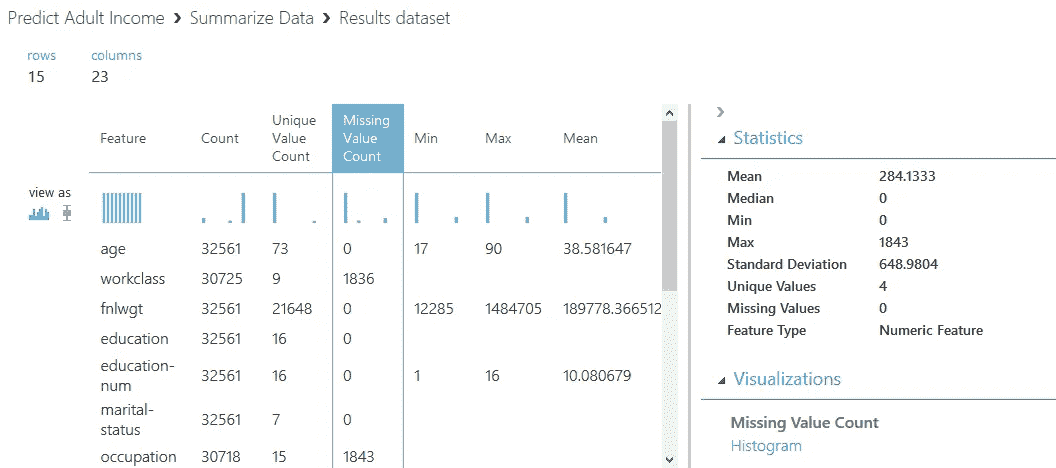 Predict Adult Income > Summarize Data > Results dataset
rows columns
15 23
Feature Count Unique Value Count Missing Value Count Min Max Mean
view as
age 32561 73 0 17 90 38.581647
workclass 30725 9 1836
fnlwgt 32561 21648 0 12285 1484705 189778.366512
education 32561 16 0
education-num 32561 16 0 1 16 10.080679
marital-status 32561 7 0
occupation 30718 15 1843
Statistics
Mean 284.1333
Median 0
Min 0
Max 1843
Standard Deviation 648.9804
Unique Values 4
Missing Values 0
Feature Type Numeric Feature
Visualizations
Missing Value Count
Histogram